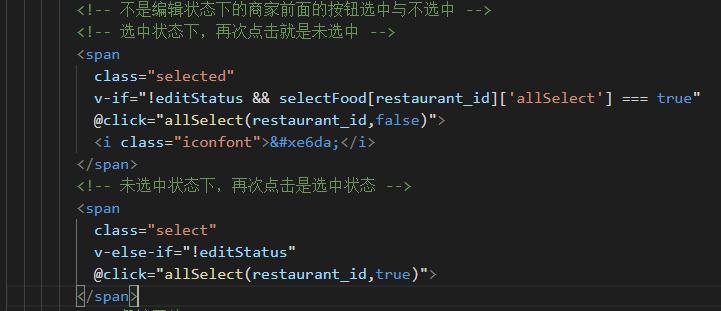 <!-- 不是编辑状态下的商家前面的按钮选中与不选中 -->
<!-- 选中状态下，再次点击就是未选中 -->
<span
class="selected"
v-if="!editStatus && selectFood[restaurant_id]['allSelect'] === true"
@click="allSelect(restaurant_id,false)">
<i class="iconfont">&#xe6da;</i>
</span>
<!-- 未选中状态下，再次点击是选中状态 -->
<span
class="select"
v-else-if="!editStatus"
@click="allSelect(restaurant_id,true)">
</span>